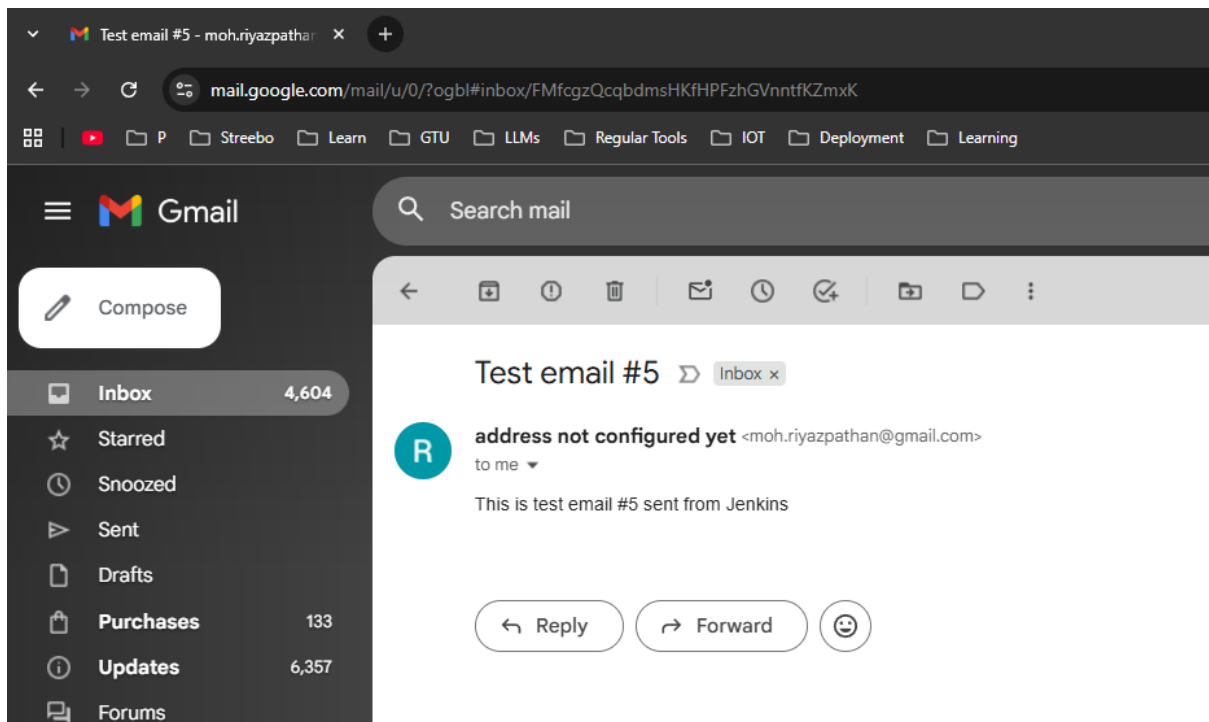 Test email #5 - moh.riyazpathan
mail.google.com/mail/u/0/?ogbl#inbox/FMfcgzQcqbdmsHKfHPFzhGVnntfKZmxK
P Streebo Learn GTU LLMs Regular Tools IOT Deployment Learning
Gmail
Search mail
Compose
Inbox 4,604
Starred
Snoozed
Sent
Drafts
Purchases 133
Updates 6,357
Forums
Test email #5 Inbox ×
R
address not configured yet <moh.riyazpathan@gmail.com>
to me
This is test email #5 sent from Jenkins
Reply Forward